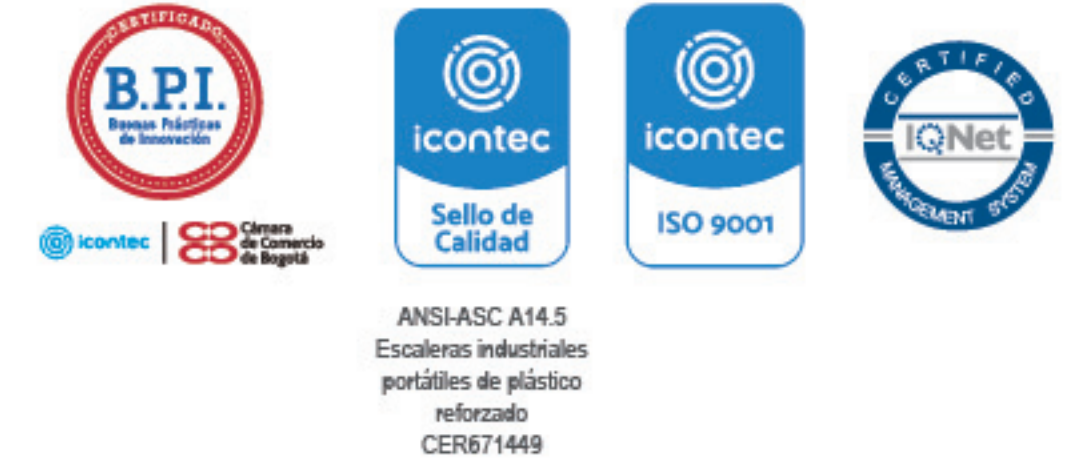 CERTIFICADO
B.P.I.
Buenas Prácticas
de Innovación
icontec
Cámara
de Comercio
de Bogotá
icontec
Sello de
Calidad
ANSI-ASC A14.5
Escaleras industriales
portátiles de plástico
reforzado
CER671449
icontec
ISO 9001
CERTIFIED
IQNet
MANAGEMENT SYSTEM